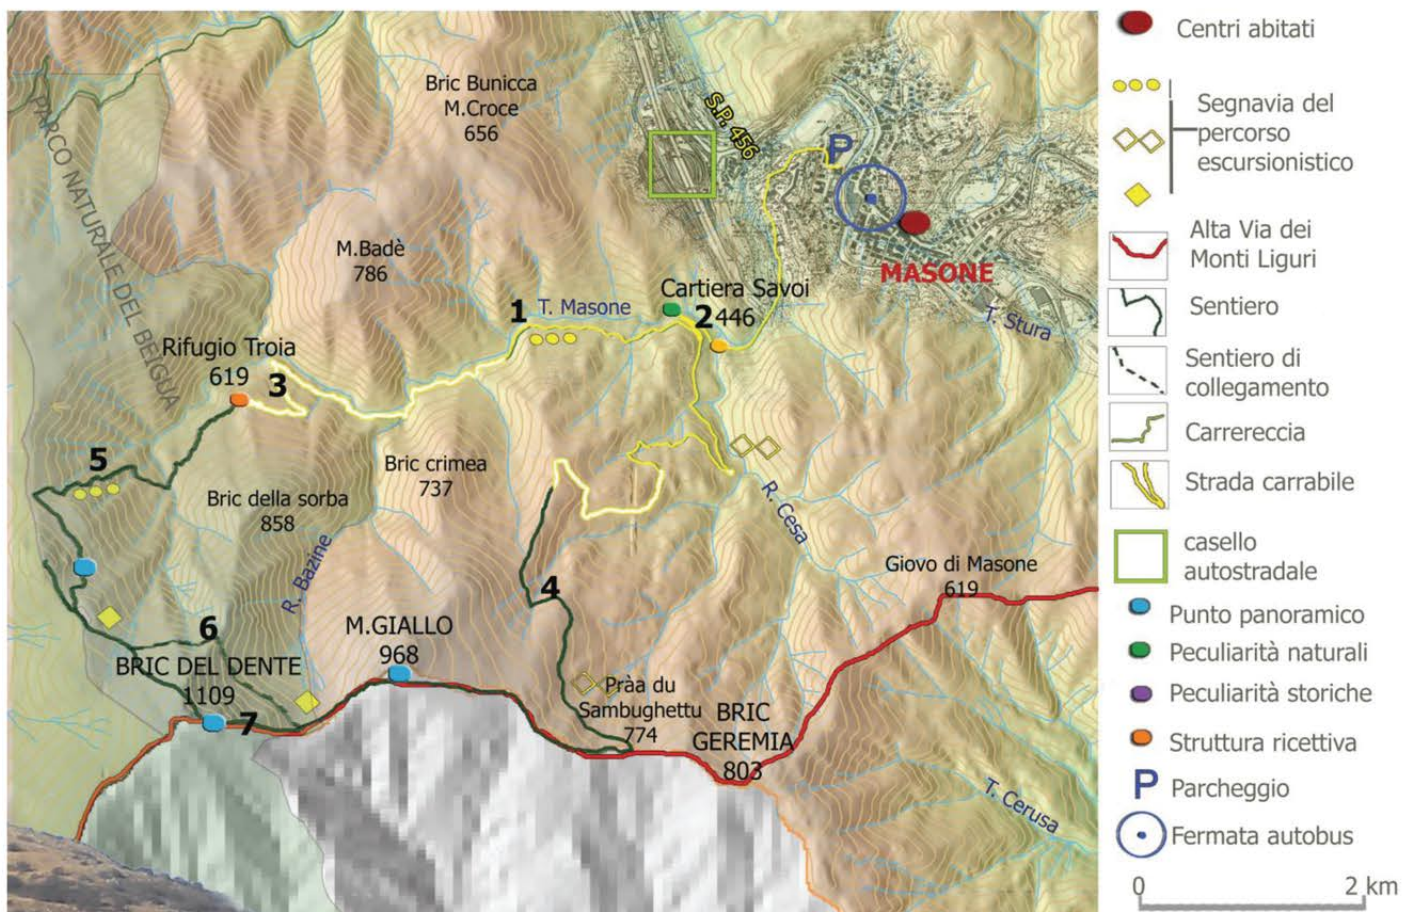 Bric Bunicca
M.Croce
656
S.P. 456
P
PARCO NATURALE DEL BEIGUA
M.Badè
786
MASONE
T. Stura
1
T. Masone
Cartiera Savoi
2 446
Rifugio Troia
619
3
5
Bric crimea
737
Bric della sorba
858
R. Bazine
R. Cesa
4
Giovo di Masone
619
6
M.GIALLO
968
BRIC DEL DENTE
1109
7
Pràa du
Sambughettu
774
BRIC
GEREMIA
803
T. Cerusa
Centri abitati
Segnavia del
percorso
escursionistico
Alta Via dei
Monti Liguri
Sentiero
Sentiero di
collegamento
Carrereccia
Strada carrabile
casello
autostradale
Punto panoramico
Peculiarità naturali
Peculiarità storiche
Struttura ricettiva
P Parcheggio
Fermata autobus
0 2 km